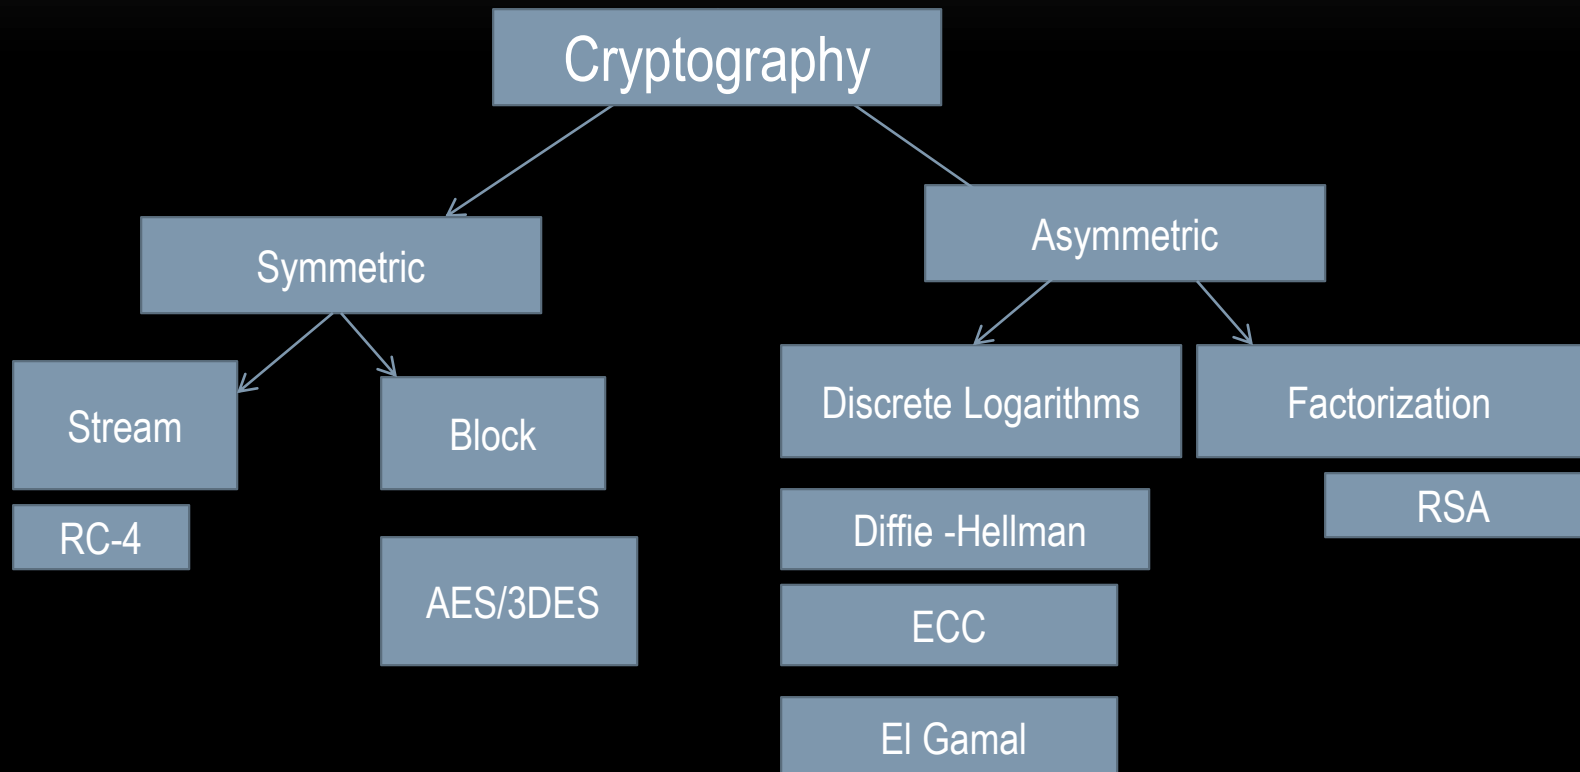 Cryptography
Symmetric
Asymmetric
Stream
Block
Discrete Logarithms
Factorization
RC-4
AES/3DES
Diffie -Hellman
RSA
ECC
El Gamal